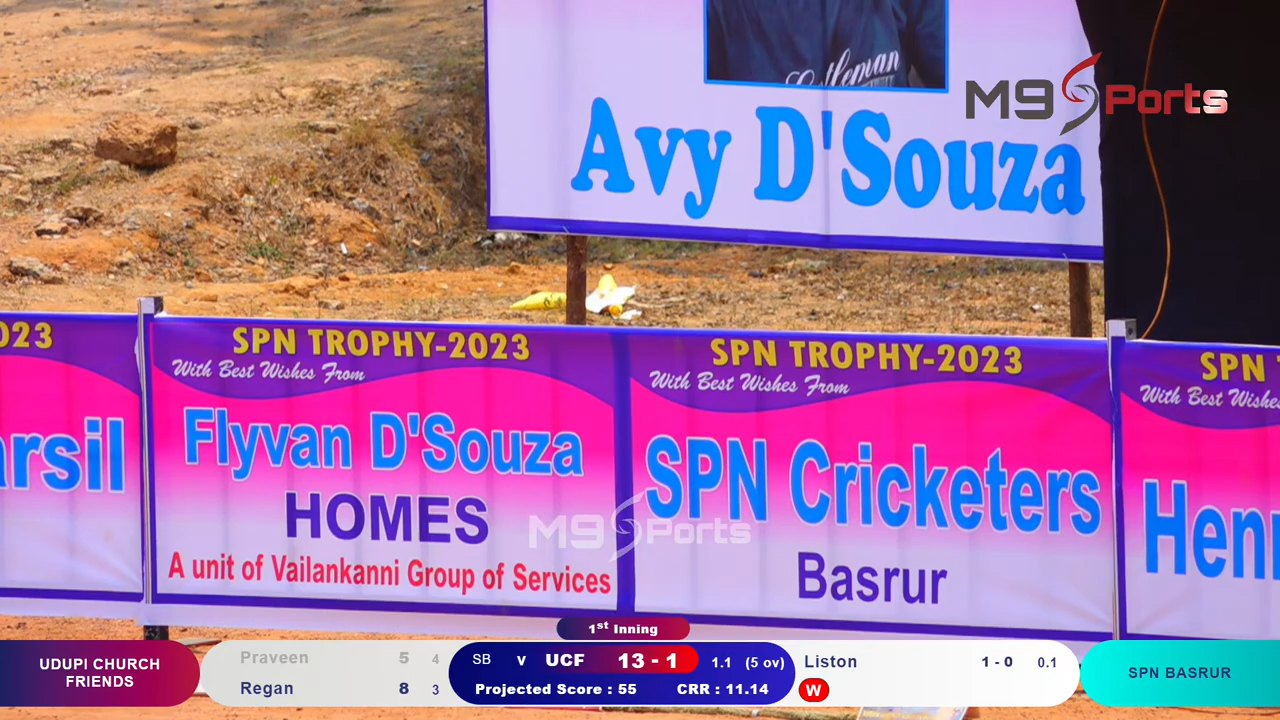 Gentleman
Avy D'Souza
M9 SPorts
SPN TROPHY-2023
With Best Wishes From
Flyvan D'Souza
HOMES
A unit of Vailankanni Group of Services
SPN TROPHY-2023
With Best Wishes From
SPN Cricketers
Basrur
SPN
With Best Wishes
M9 SPorts
1st Inning
UDUPI CHURCH
FRIENDS
Praveen 5 4
Regan 8 3
SB v UCF 13 - 1 1.1 (5 ov)
Projected Score : 55 CRR : 11.14
Liston 1 - 0 0.1
W
SPN BASRUR